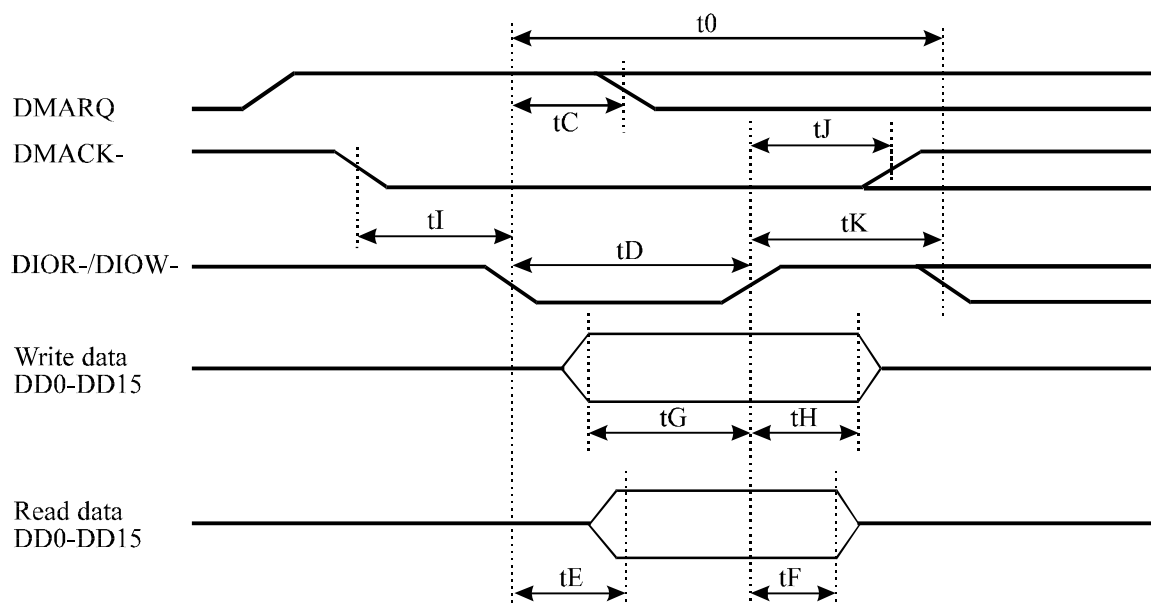 t0
DMARQ
tC
tJ
DMACK-
tI
tK
DIOR-/DIOW-
tD
Write data
DD0-DD15
tG
tH
Read data
DD0-DD15
tE
tF